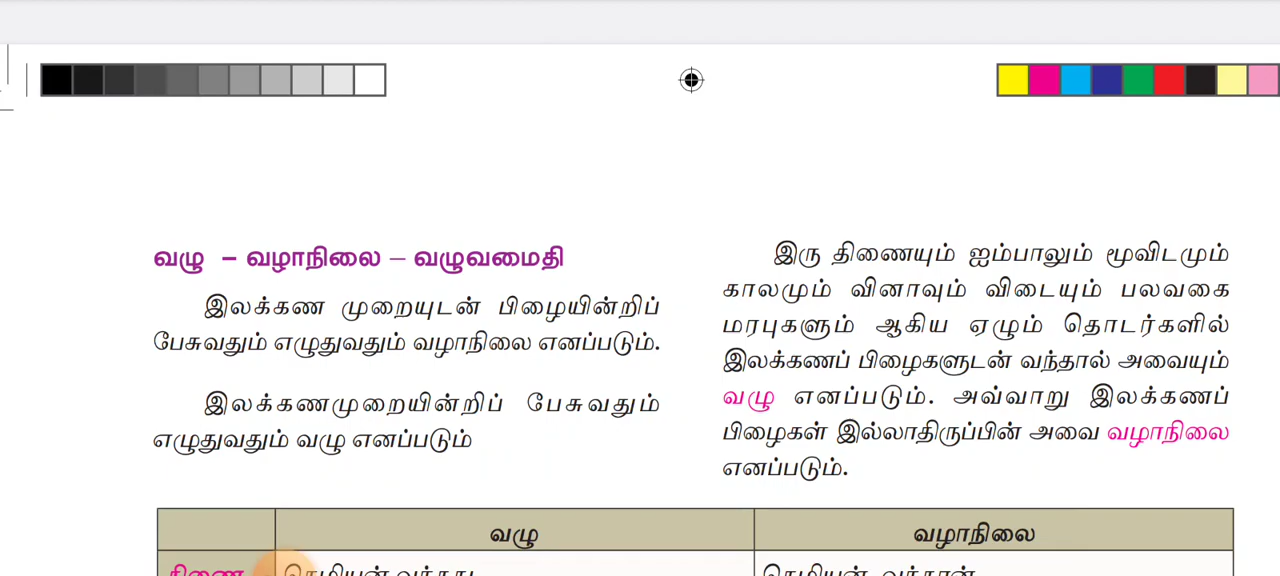 வழு – வழாநிலை – வழுவமைதி
இலக்கண முறையுடன் பிழையின்றிப்
பேசுவதும் எழுதுவதும் வழாநிலை எனப்படும்.
இலக்கணமுறையின்றிப் பேசுவதும்
எழுதுவதும் வழு எனப்படும்
இரு திணையும் ஐம்பாலும் மூவிடமும்
காலமும் வினாவும் விடையும் பலவகை
மரபுகளும் ஆகிய ஏழும் தொடர்களில்
இலக்கணப் பிழைகளுடன் வந்தால் அவையும்
வழு எனப்படும். அவ்வாறு இலக்கணப்
பிழைகள் இல்லாதிருப்பின் அவை வழாநிலை
எனப்படும்.
வழு வழாநிலை